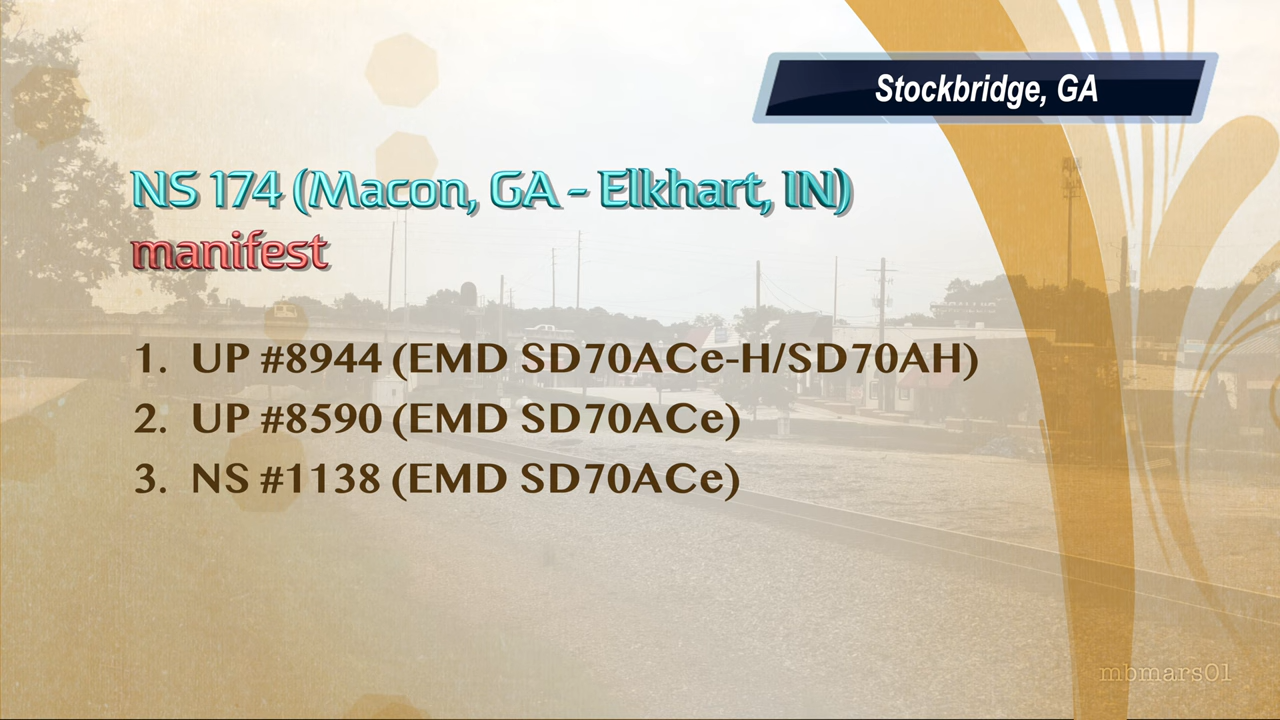 Stockbridge, GA
NS 174 (Macon, GA - Elkhart, IN)
manifest
1. UP #8944 (EMD SD70ACe-H/SD70AH)
2. UP #8590 (EMD SD70ACe)
3. NS #1138 (EMD SD70ACe)
mbmars01